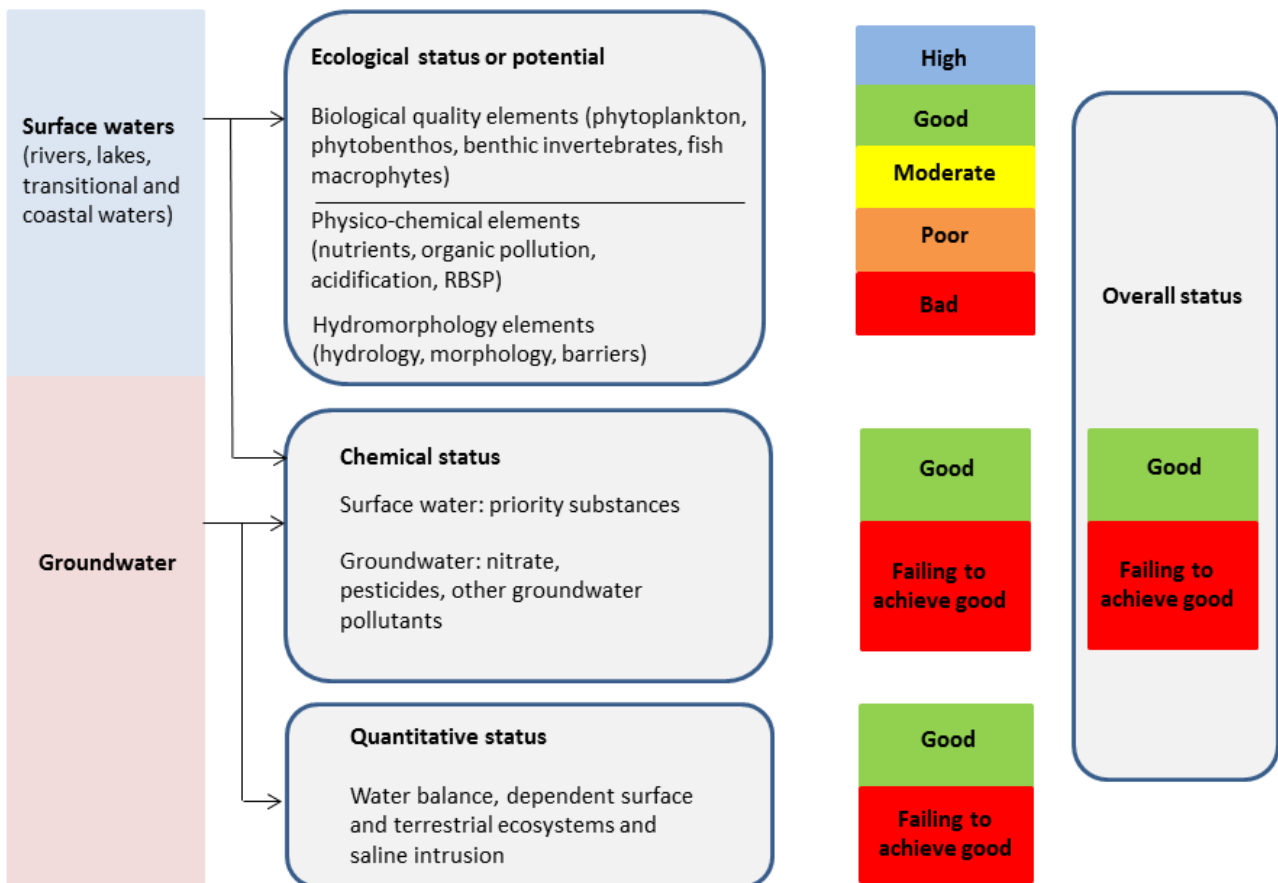 Surface waters
(rivers, lakes,
transitional and
coastal waters)
Groundwater
Ecological status or potential
Biological quality elements (phytoplankton,
phytobenthos, benthic invertebrates, fish
macrophytes)
Physico-chemical elements
(nutrients, organic pollution,
acidification, RBSP)
Hydromorphology elements
(hydrology, morphology, barriers)
Chemical status
Surface water: priority substances
Groundwater: nitrate,
pesticides, other groundwater
pollutants
Quantitative status
Water balance, dependent surface
and terrestrial ecosystems and
saline intrusion
High
Good
Moderate
Poor
Bad
Good
Failing to
achieve good
Good
Failing to
achieve good
Overall status
Good
Failing to
achieve good